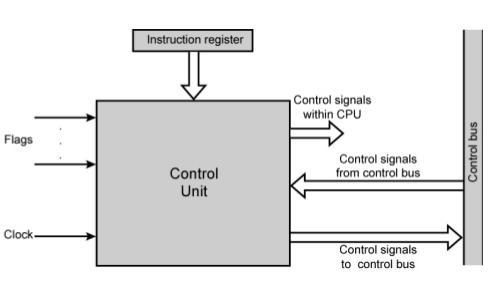 Instruction register
Control signals
within CPU
Flags
Control signals
from control bus
Control
Unit
Control bus
Clock
Control signals
to control bus